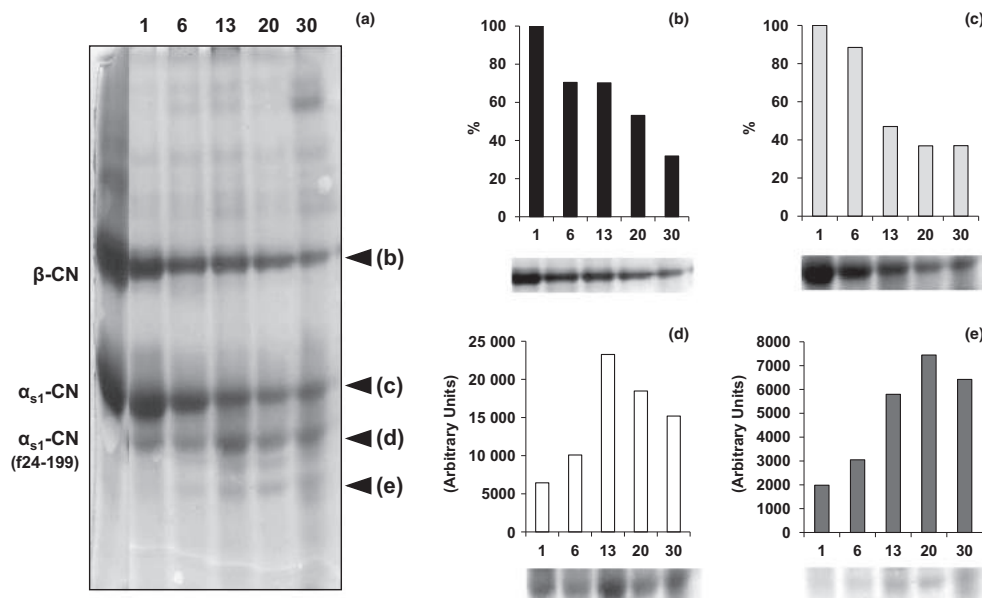 1 6 13 20 30 (a)
β-CN
(b)
αs1-CN
(c)
αs1-CN
(f24-199)
(d)
(e)
(b)
100
80
60
40
20
0
%
1 6 13 20 30
(c)
100
80
60
40
20
0
%
1 6 13 20 30
(d)
25 000
20 000
15 000
10 000
5000
0
(Arbitrary Units)
1 6 13 20 30
(e)
8000
7000
6000
5000
4000
3000
2000
1000
0
(Arbitrary Units)
1 6 13 20 30